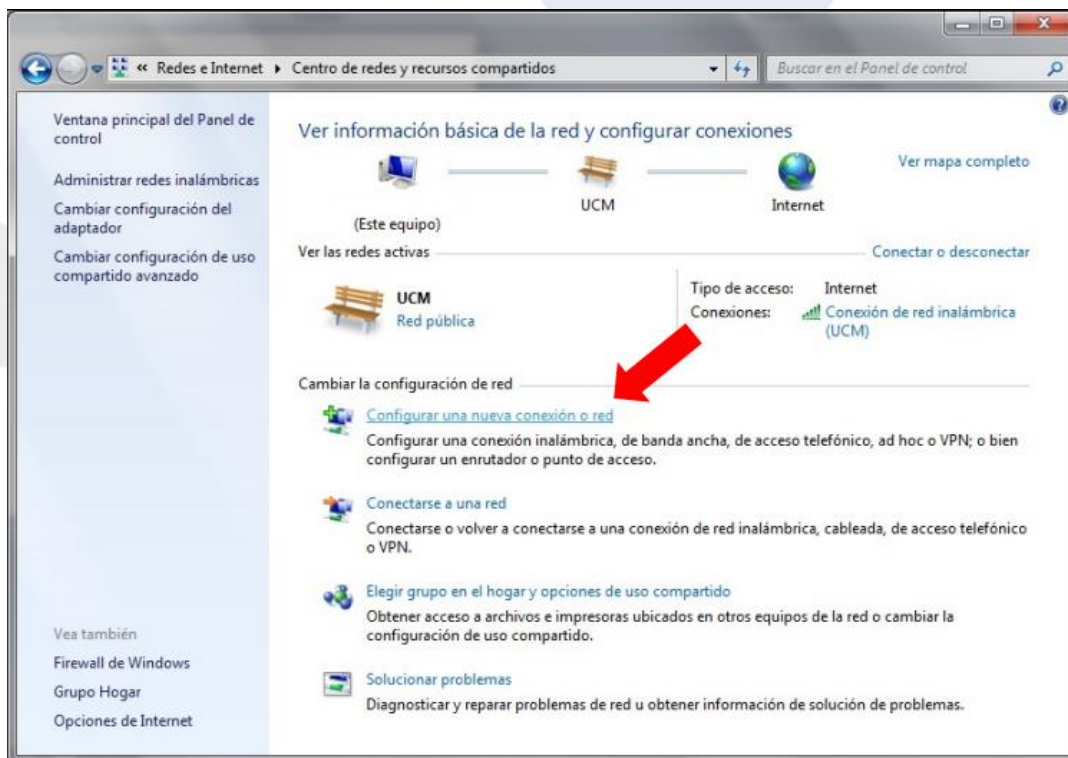 « Redes e Internet ▸ Centro de redes y recursos compartidos
Buscar en el Panel de control
Ventana principal del Panel de
control
Administrar redes inalámbricas
Cambiar configuración del
adaptador
Cambiar configuración de uso
compartido avanzado
Vea también
Firewall de Windows
Grupo Hogar
Opciones de Internet
Ver información básica de la red y configurar conexiones
Ver mapa completo
(Este equipo)
UCM
Internet
Ver las redes activas
Conectar o desconectar
UCM
Red pública
Tipo de acceso: Internet
Conexiones: Conexión de red inalámbrica
(UCM)
Cambiar la configuración de red
Configurar una nueva conexión o red
Configurar una conexión inalámbrica, de banda ancha, de acceso telefónico, ad hoc o VPN; o bien
configurar un enrutador o punto de acceso.
Conectarse a una red
Conectarse o volver a conectarse a una conexión de red inalámbrica, cableada, de acceso telefónico
o VPN.
Elegir grupo en el hogar y opciones de uso compartido
Obtener acceso a archivos e impresoras ubicados en otros equipos de la red o cambiar la
configuración de uso compartido.
Solucionar problemas
Diagnosticar y reparar problemas de red u obtener información de solución de problemas.